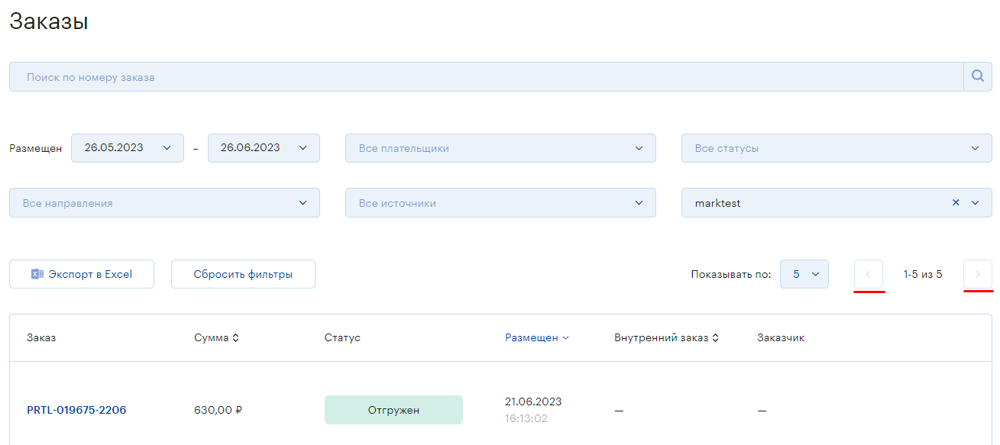 Заказы
Поиск по номеру заказа
Размещен 26.05.2023 – 26.06.2023 Все плательщики Все статусы
Все направления Все источники marktest
Экспорт в Excel Сбросить фильтры Показывать по: 5 1-5 из 5
Заказ Сумма Статус Размещен Внутренний заказ Заказчик
PRTL-019675-2206 630,00 ₽ Отгружен 21.06.2023 — —
16:13:02